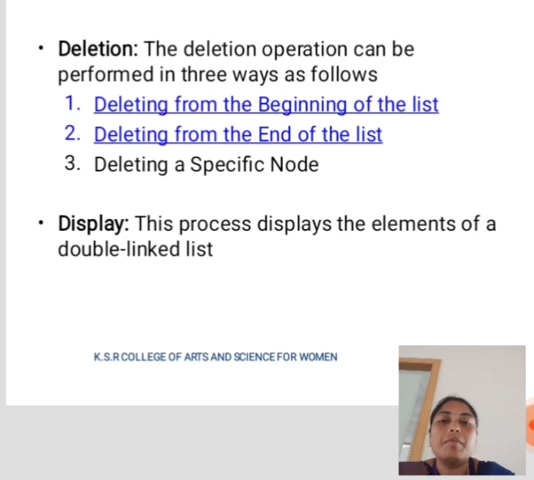 • Deletion: The deletion operation can be
performed in three ways as follows
1. Deleting from the Beginning of the list
2. Deleting from the End of the list
3. Deleting a Specific Node
• Display: This process displays the elements of a
double-linked list
K.S.R COLLEGE OF ARTS AND SCIENCE FOR WOMEN